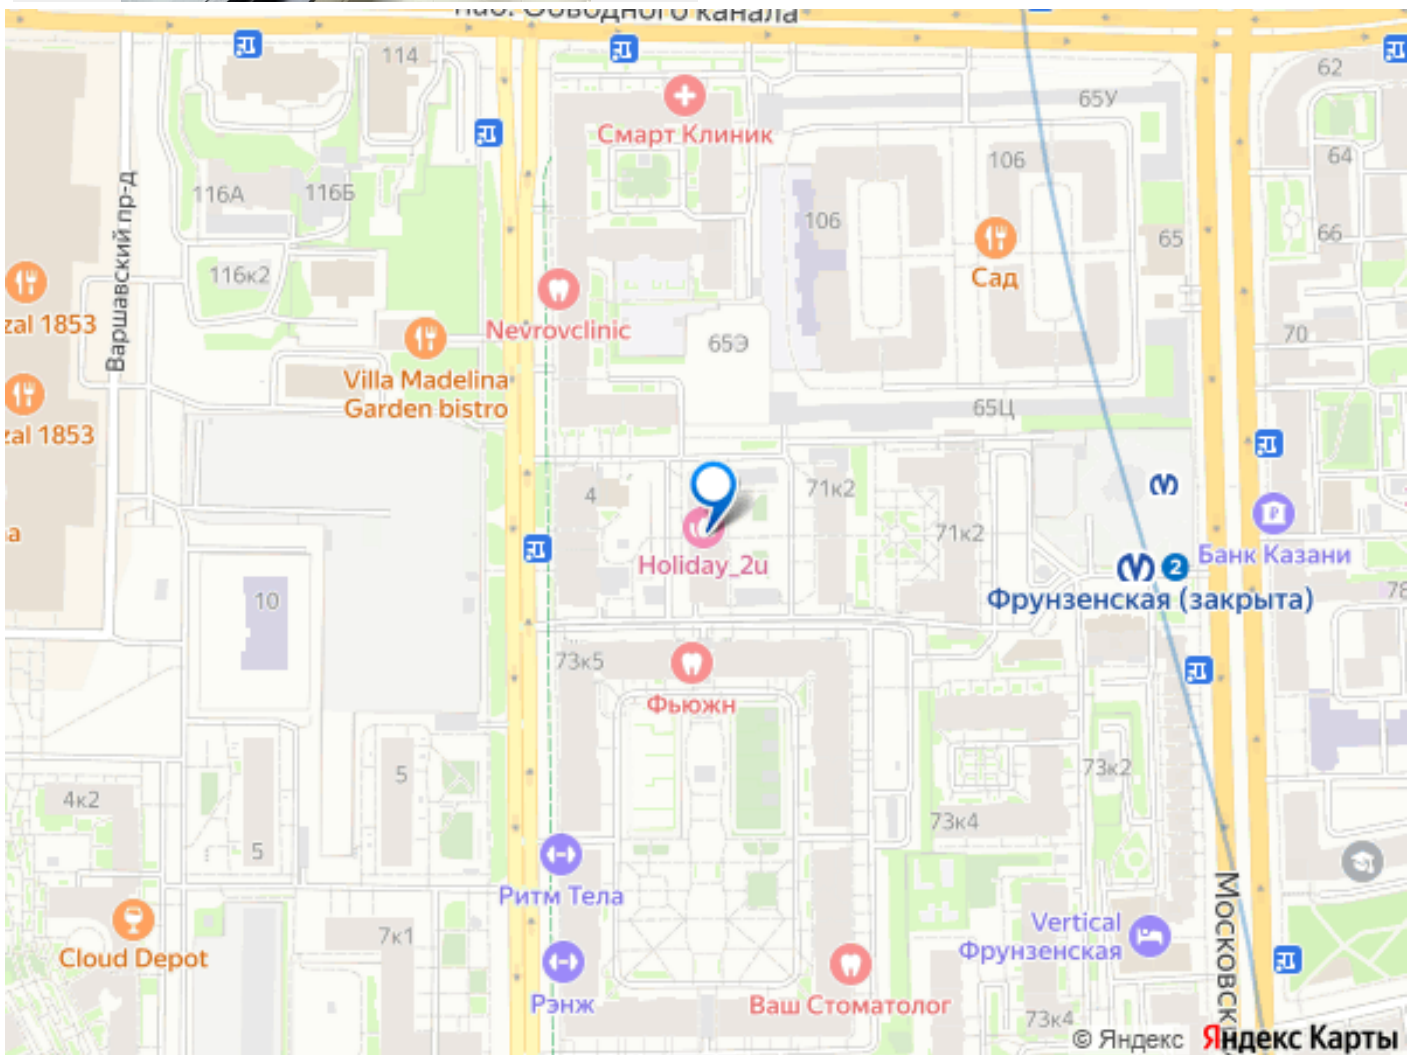 наб. Обводного канала
114
62
65У
Смарт Клиник
64
106
116А
116Б
106
66
65
Варшавский пр-д
116к2
Сад
zal 1853
Nevrovclinic
65Э
70
Villa Madelina
Garden bistro
65Ц
zal 1853
4
71к2
71к2
a
Holiday_2u
Банк Казани
2
Фрунзенская (закрыта)
78
10
73к5
Фьюжн
5
73к2
4к2
73к4
5
Ритм Тела
Cloud Depot
7к1
Vertical
Фрунзенская
Рэнж
Ваш Стоматолог
Московск
73к4
© Яндекс Яндекс Карты